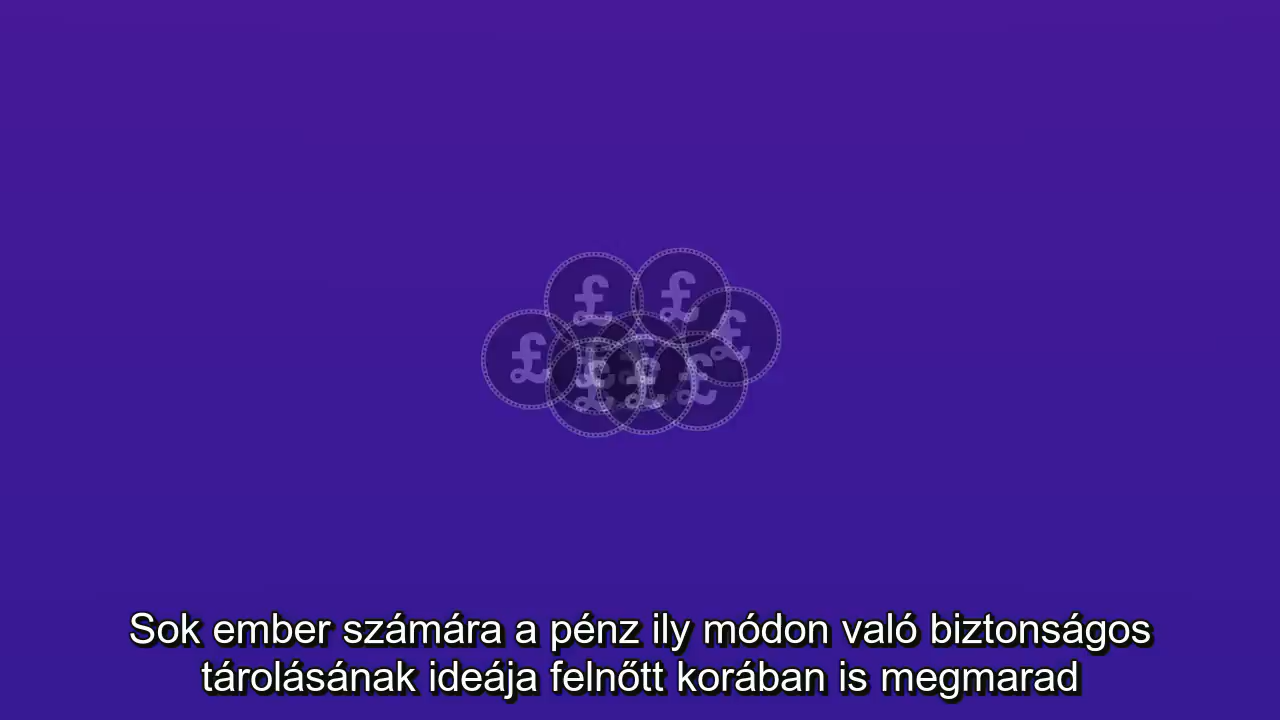 £ £
£ £
£ £ £ £ £
Sok ember számára a pénz ily módon való biztonságos
tárolásának ideája felnőtt korában is megmarad